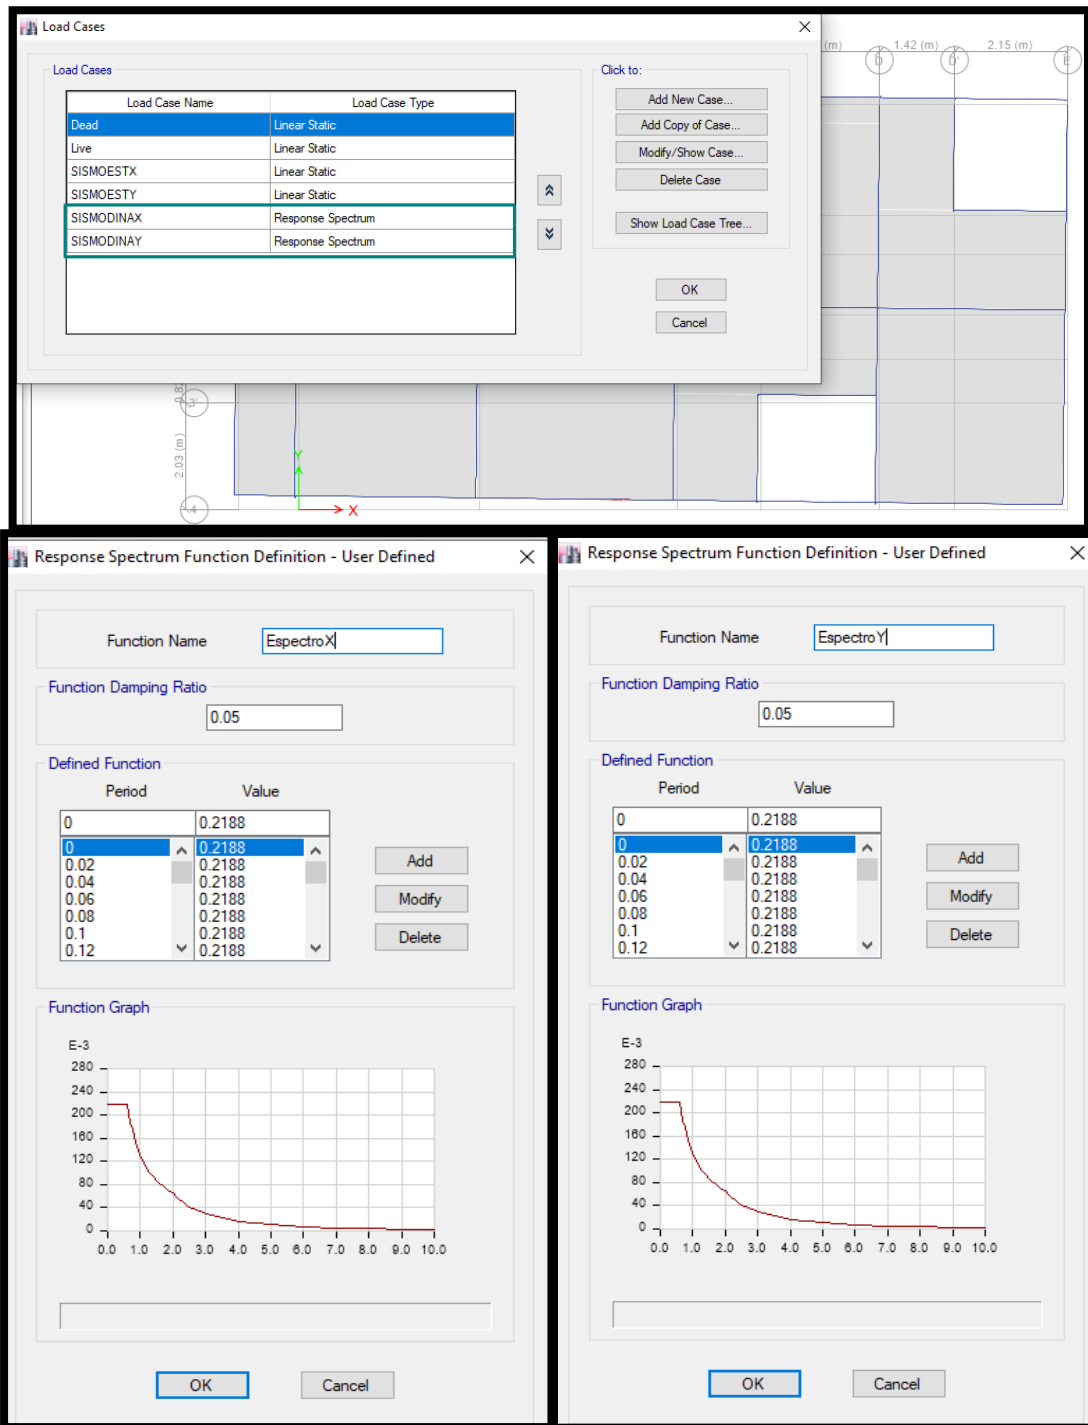 Load Cases
Load Cases
Load Case Name Load Case Type
Dead Linear Static
Live Linear Static
SISMOESTX Linear Static
SISMOESTY Linear Static
SISMODINAX Response Spectrum
SISMODINAY Response Spectrum
Click to:
Add New Case...
Add Copy of Case...
Modify/Show Case...
Delete Case
Show Load Case Tree...
OK
Cancel
(m) 1.42 (m) 2.15 (m)
D D' E
3'
2.03 (m)
4
Y
X
Response Spectrum Function Definition - User Defined
Function Name EspectroX
Function Damping Ratio
0.05
Defined Function
Period Value
0 0.2188
0 0.2188
0.02 0.2188
0.04 0.2188
0.06 0.2188
0.08 0.2188
0.1 0.2188
0.12 0.2188
Add
Modify
Delete
Function Graph
E-3
280
240
200
160
120
80
40
0
0.0 1.0 2.0 3.0 4.0 5.0 6.0 7.0 8.0 9.0 10.0
OK Cancel
Response Spectrum Function Definition - User Defined
Function Name EspectroY
Function Damping Ratio
0.05
Defined Function
Period Value
0 0.2188
0 0.2188
0.02 0.2188
0.04 0.2188
0.06 0.2188
0.08 0.2188
0.1 0.2188
0.12 0.2188
Add
Modify
Delete
Function Graph
E-3
280
240
200
160
120
80
40
0
0.0 1.0 2.0 3.0 4.0 5.0 6.0 7.0 8.0 9.0 10.0
OK Cancel